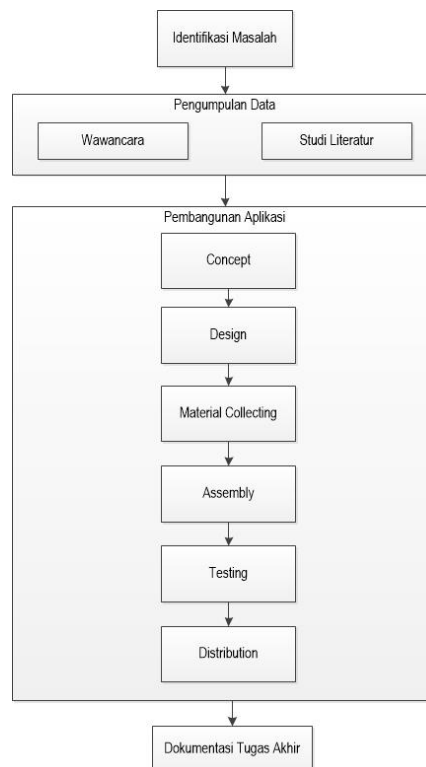 Identifikasi Masalah
Pengumpulan Data
Wawancara
Studi Literatur
Pembangunan Aplikasi
Concept
Design
Material Collecting
Assembly
Testing
Distribution
Dokumentasi Tugas Akhir